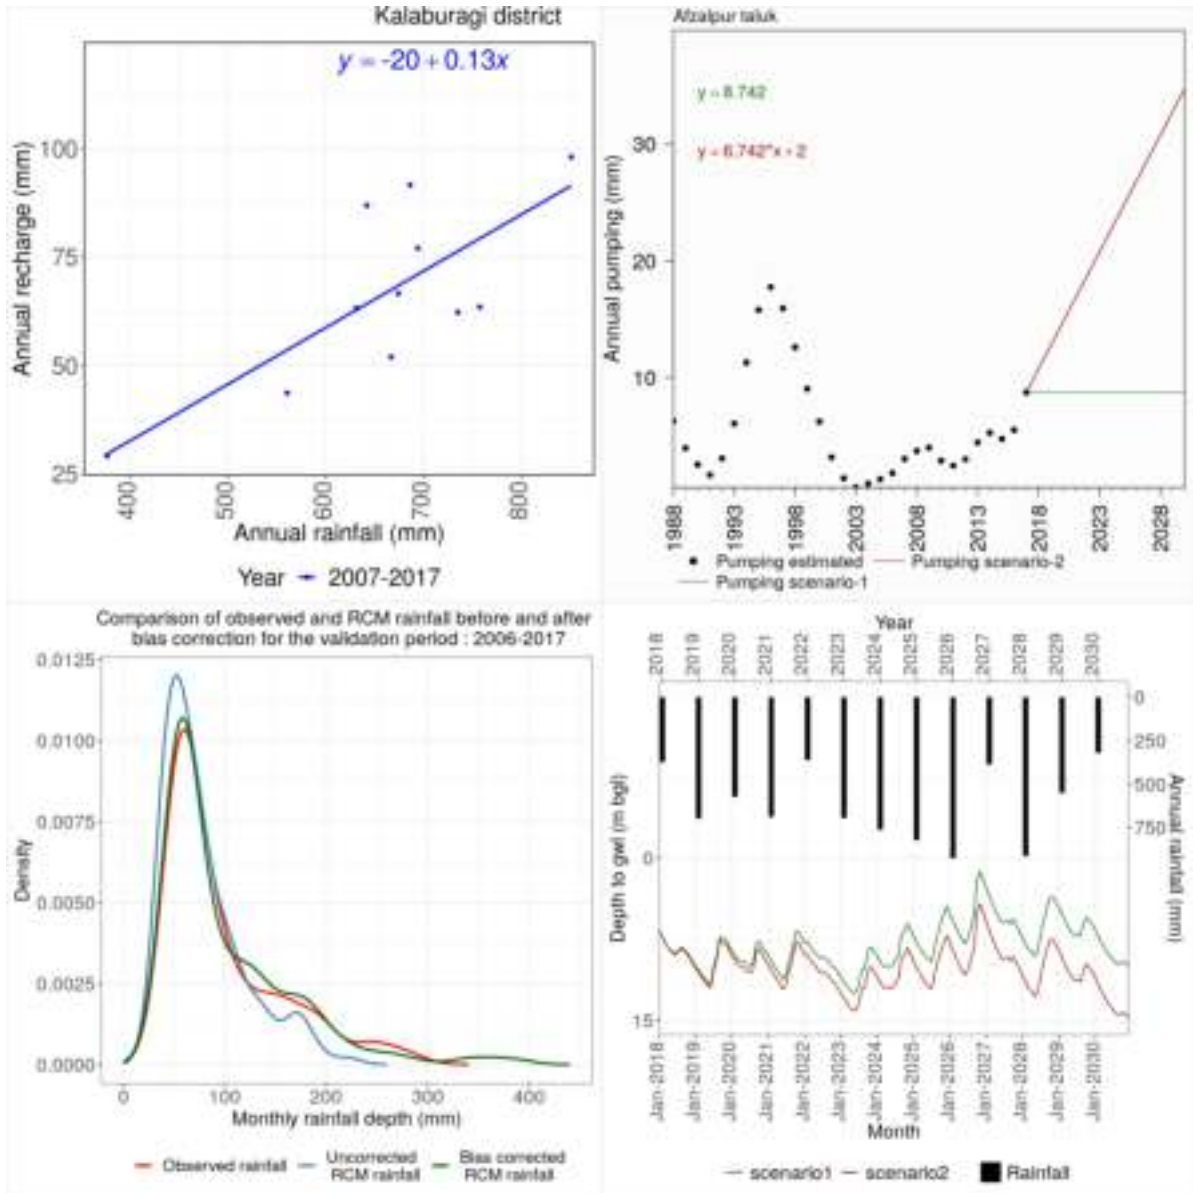 Kalaburagi district
y = -20 + 0.13x
Annual recharge (mm)
100
75
50
25
400
500
600
700
800
Annual rainfall (mm)
Year 2007-2017
Afzalpur taluk
y = 8.742
Annual pumping (mm)
30
20
10
1988
1993
1998
2003
2008
2013
2018
2023
2028
Pumping estimated Pumping scenario-2
Pumping scenario-1
Comparison of observed and RCM rainfall before and after
bias correction for the validation period : 2006-2017
Density
0.0125
0.0100
0.0075
0.0050
0.0025
0.0000
0
100
200
300
400
Monthly rainfall depth (mm)
Observed rainfall
Uncorrected
RCM rainfall
Bias corrected
RCM rainfall
Year
2018
2019
2020
2021
2022
2023
2024
2025
2026
2027
2028
2029
2030
Depth to gwl (m bgl)
0
15
0
250
500
750
Annual rainfall (mm)
Jan-2018
Jan-2019
Jan-2020
Jan-2021
Jan-2022
Jan-2023
Jan-2024
Jan-2025
Jan-2026
Jan-2027
Jan-2028
Jan-2029
Jan-2030
Month
scenario1 scenario2 Rainfall